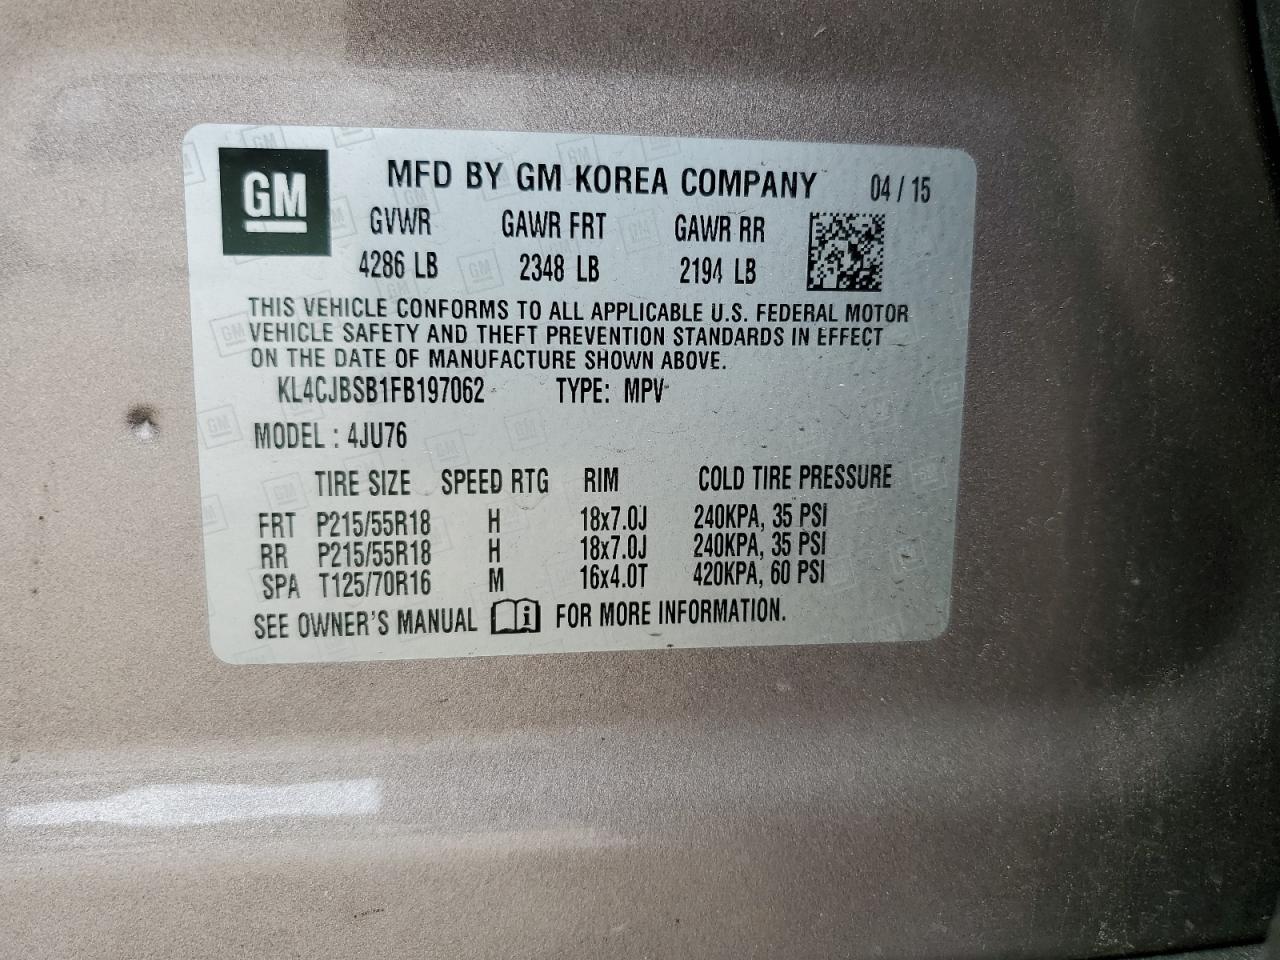 GM
MFD BY GM KOREA COMPANY 04 / 15
GVWR GAWR FRT GAWR RR
4286 LB 2348 LB 2194 LB
THIS VEHICLE CONFORMS TO ALL APPLICABLE U.S. FEDERAL MOTOR
VEHICLE SAFETY AND THEFT PREVENTION STANDARDS IN EFFECT
ON THE DATE OF MANUFACTURE SHOWN ABOVE.
KL4CJBSB1FB197062 TYPE: MPV
MODEL : 4JU76
TIRE SIZE SPEED RTG RIM COLD TIRE PRESSURE
FRT P215/55R18 H 18x7.0J 240KPA, 35 PSI
RR P215/55R18 H 18x7.0J 240KPA, 35 PSI
SPA T125/70R16 M 16x4.0T 420KPA, 60 PSI
SEE OWNER'S MANUAL i FOR MORE INFORMATION.